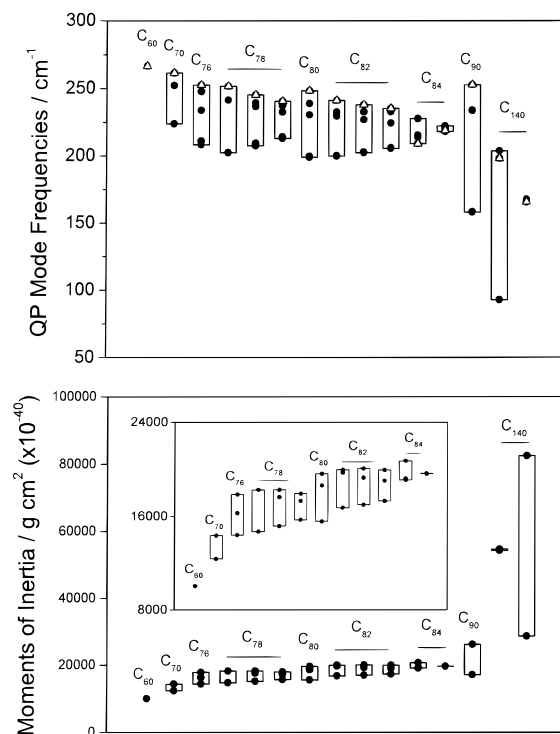 QP Mode Frequencies / cm⁻¹
300
250
200
150
100
50
C₆₀
C₇₀
C₇₆
C₇₈
C₈₀
C₈₂
C₈₄
C₉₀
C₁₄₀
Moments of Inertia / g cm² (x10⁻⁴⁰)
100000
80000
60000
40000
20000
0
24000
16000
8000
C₆₀
C₇₀
C₇₆
C₇₈
C₈₀
C₈₂
C₈₄
C₁₄₀
C₆₀
C₇₀
C₇₆
C₇₈
C₈₀
C₈₂
C₈₄
C₉₀